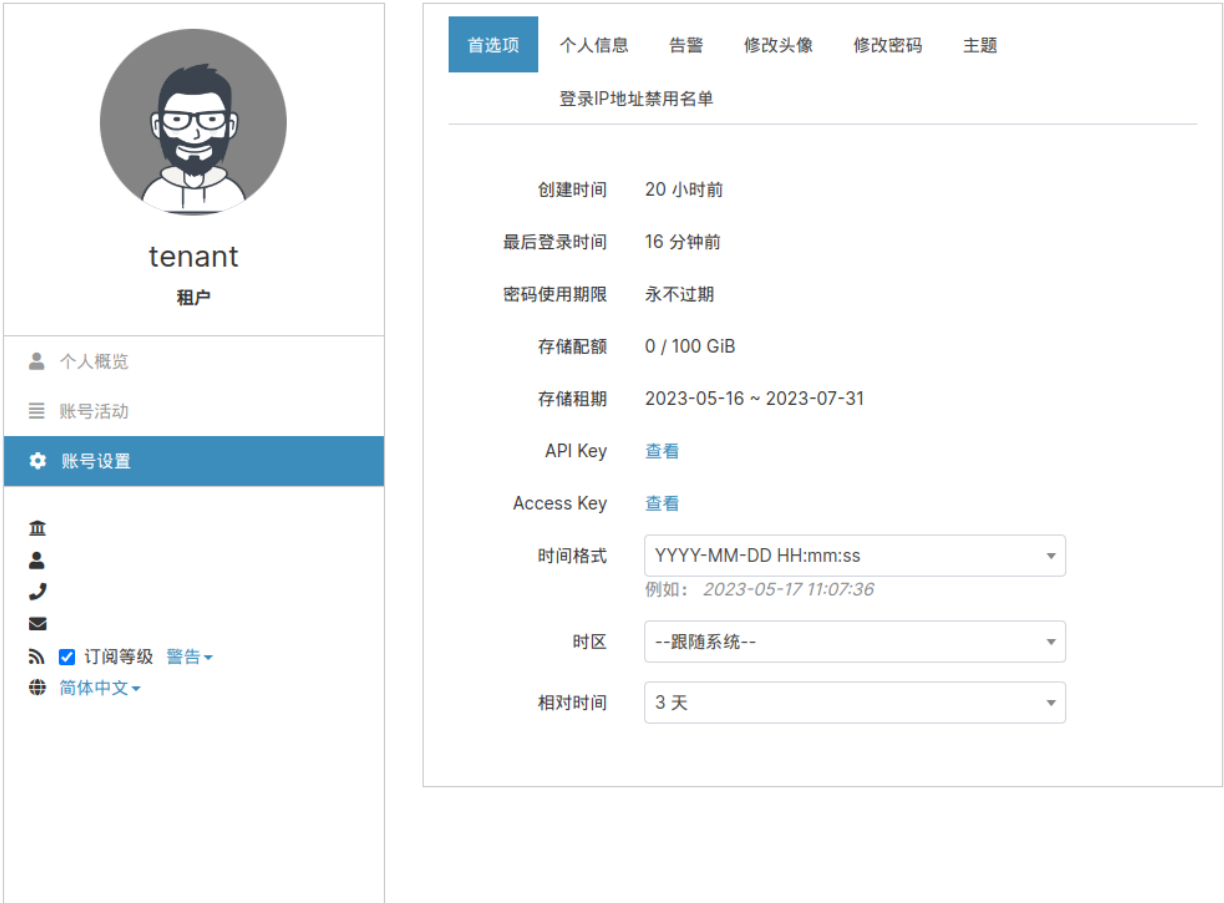 tenant
租户
个人概览
账号活动
账号设置
订阅等级 警告
简体中文
首选项 个人信息 告警 修改头像 修改密码 主题
登录IP地址禁用名单
创建时间 20 小时前
最后登录时间 16 分钟前
密码使用期限 永不过期
存储配额 0 / 100 GiB
存储租期 2023-05-16 ~ 2023-07-31
API Key 查看
Access Key 查看
时间格式 YYYY-MM-DD HH:mm:ss
例如： 2023-05-17 11:07:36
时区 --跟随系统--
相对时间 3 天